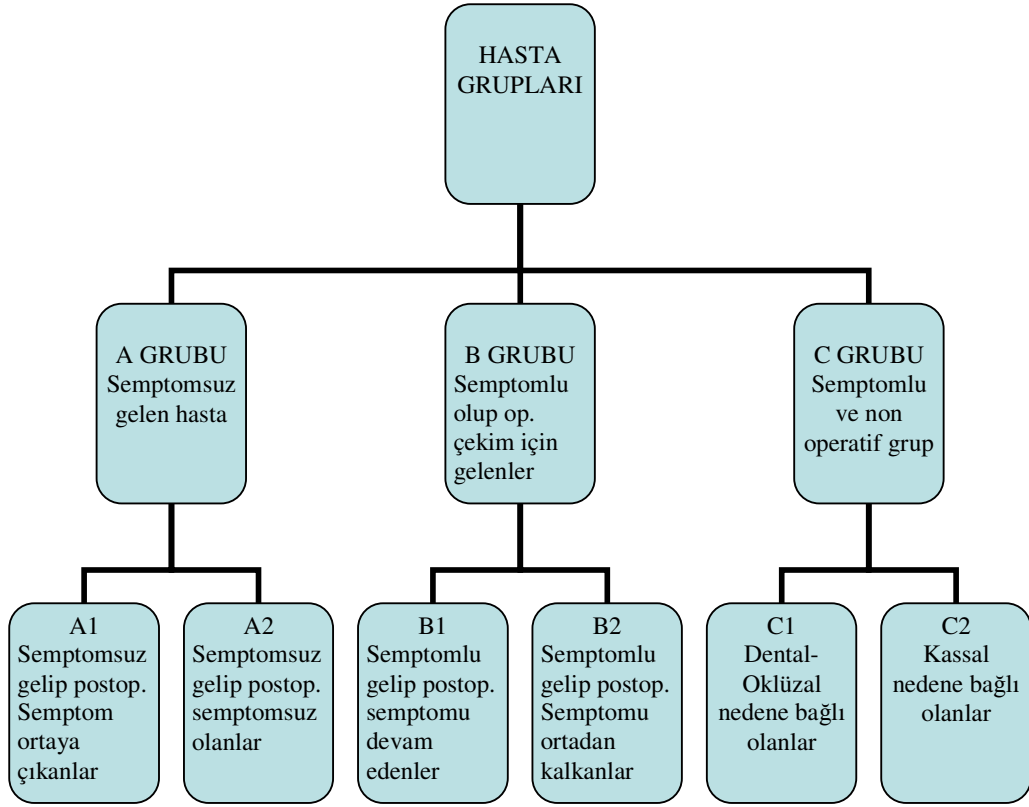 HASTA
GRUPLARI
A GRUBU
Semptomsuz
gelen hasta
B GRUBU
Semptomlu
olup op.
çekim için
gelenler
C GRUBU
Semptomlu
ve non
operatif grup
A1
Semptomsuz
gelip postop.
Semptom
ortaya
çıkanlar
A2
Semptomsuz
gelip postop.
semptomsuz
olanlar
B1
Semptomlu
gelip postop.
semptomu
devam
edenler
B2
Semptomlu
gelip postop.
Semptomu
ortadan
kalkanlar
C1
Dental-
Oklüzal
nedene bağlı
olanlar
C2
Kassal
nedene bağlı
olanlar